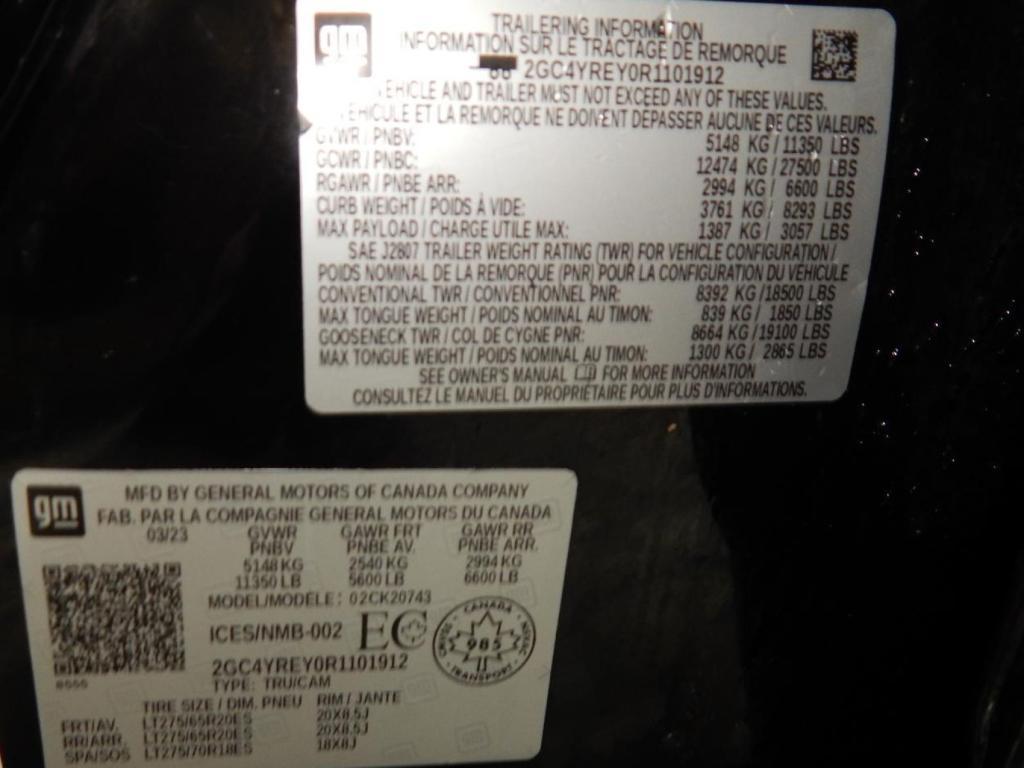 gm
TRAILERING INFORMATION
INFORMATION SUR LE TRACTAGE DE REMORQUE
2GC4YREY0R1101912
VEHICLE AND TRAILER MUST NOT EXCEED ANY OF THESE VALUES.
VEHICULE ET LA REMORQUE NE DOIVENT DEPASSER AUCUNE DE CES VALEURS.
GVWR / PNBV: 5148 KG / 11350 LBS
GCWR / PNBC: 12474 KG / 27500 LBS
RGAWR / PNBE ARR: 2994 KG / 6600 LBS
CURB WEIGHT / POIDS À VIDE: 3761 KG / 8293 LBS
MAX PAYLOAD / CHARGE UTILE MAX: 1387 KG / 3057 LBS
SAE J2807 TRAILER WEIGHT RATING (TWR) FOR VEHICLE CONFIGURATION /
POIDS NOMINAL DE LA REMORQUE (PNR) POUR LA CONFIGURATION DU VÉHICULE
CONVENTIONAL TWR / CONVENTIONNEL PNR: 8392 KG /18500 LBS
MAX TONGUE WEIGHT / POIDS NOMINAL AU TIMON: 839 KG / 1850 LBS
GOOSENECK TWR / COL DE CYGNE PNR: 8664 KG /19100 LBS
MAX TONGUE WEIGHT / POIDS NOMINAL AU TIMON: 1300 KG / 2865 LBS
SEE OWNER'S MANUAL FOR MORE INFORMATION
CONSULTEZ LE MANUEL DU PROPRIÉTAIRE POUR PLUS D'INFORMATIONS.
gm
MFD BY GENERAL MOTORS OF CANADA COMPANY
FAB. PAR LA COMPAGNIE GENERAL MOTORS DU CANADA
03/23 GVWR GAWR FRT GAWR RR
PNBV PNBE AV. PNBE ARR.
5148 KG 2540 KG 2994 KG
11350 LB 5600 LB 6600 LB
MODEL/MODÈLE: 02CK20743
ICES/NMB-002 EC
CANADA
985
TRANSPORT
2GC4YREY0R1101912
TYPE: TRU/CAM
TIRE SIZE / DIM. PNEU RIM / JANTE
FRT/AV. LT275/65R20ES 20X8.5J
RR/ARR. LT275/65R20ES 20X8.5J
SPA/SOS LT275/70R18ES 18X8J